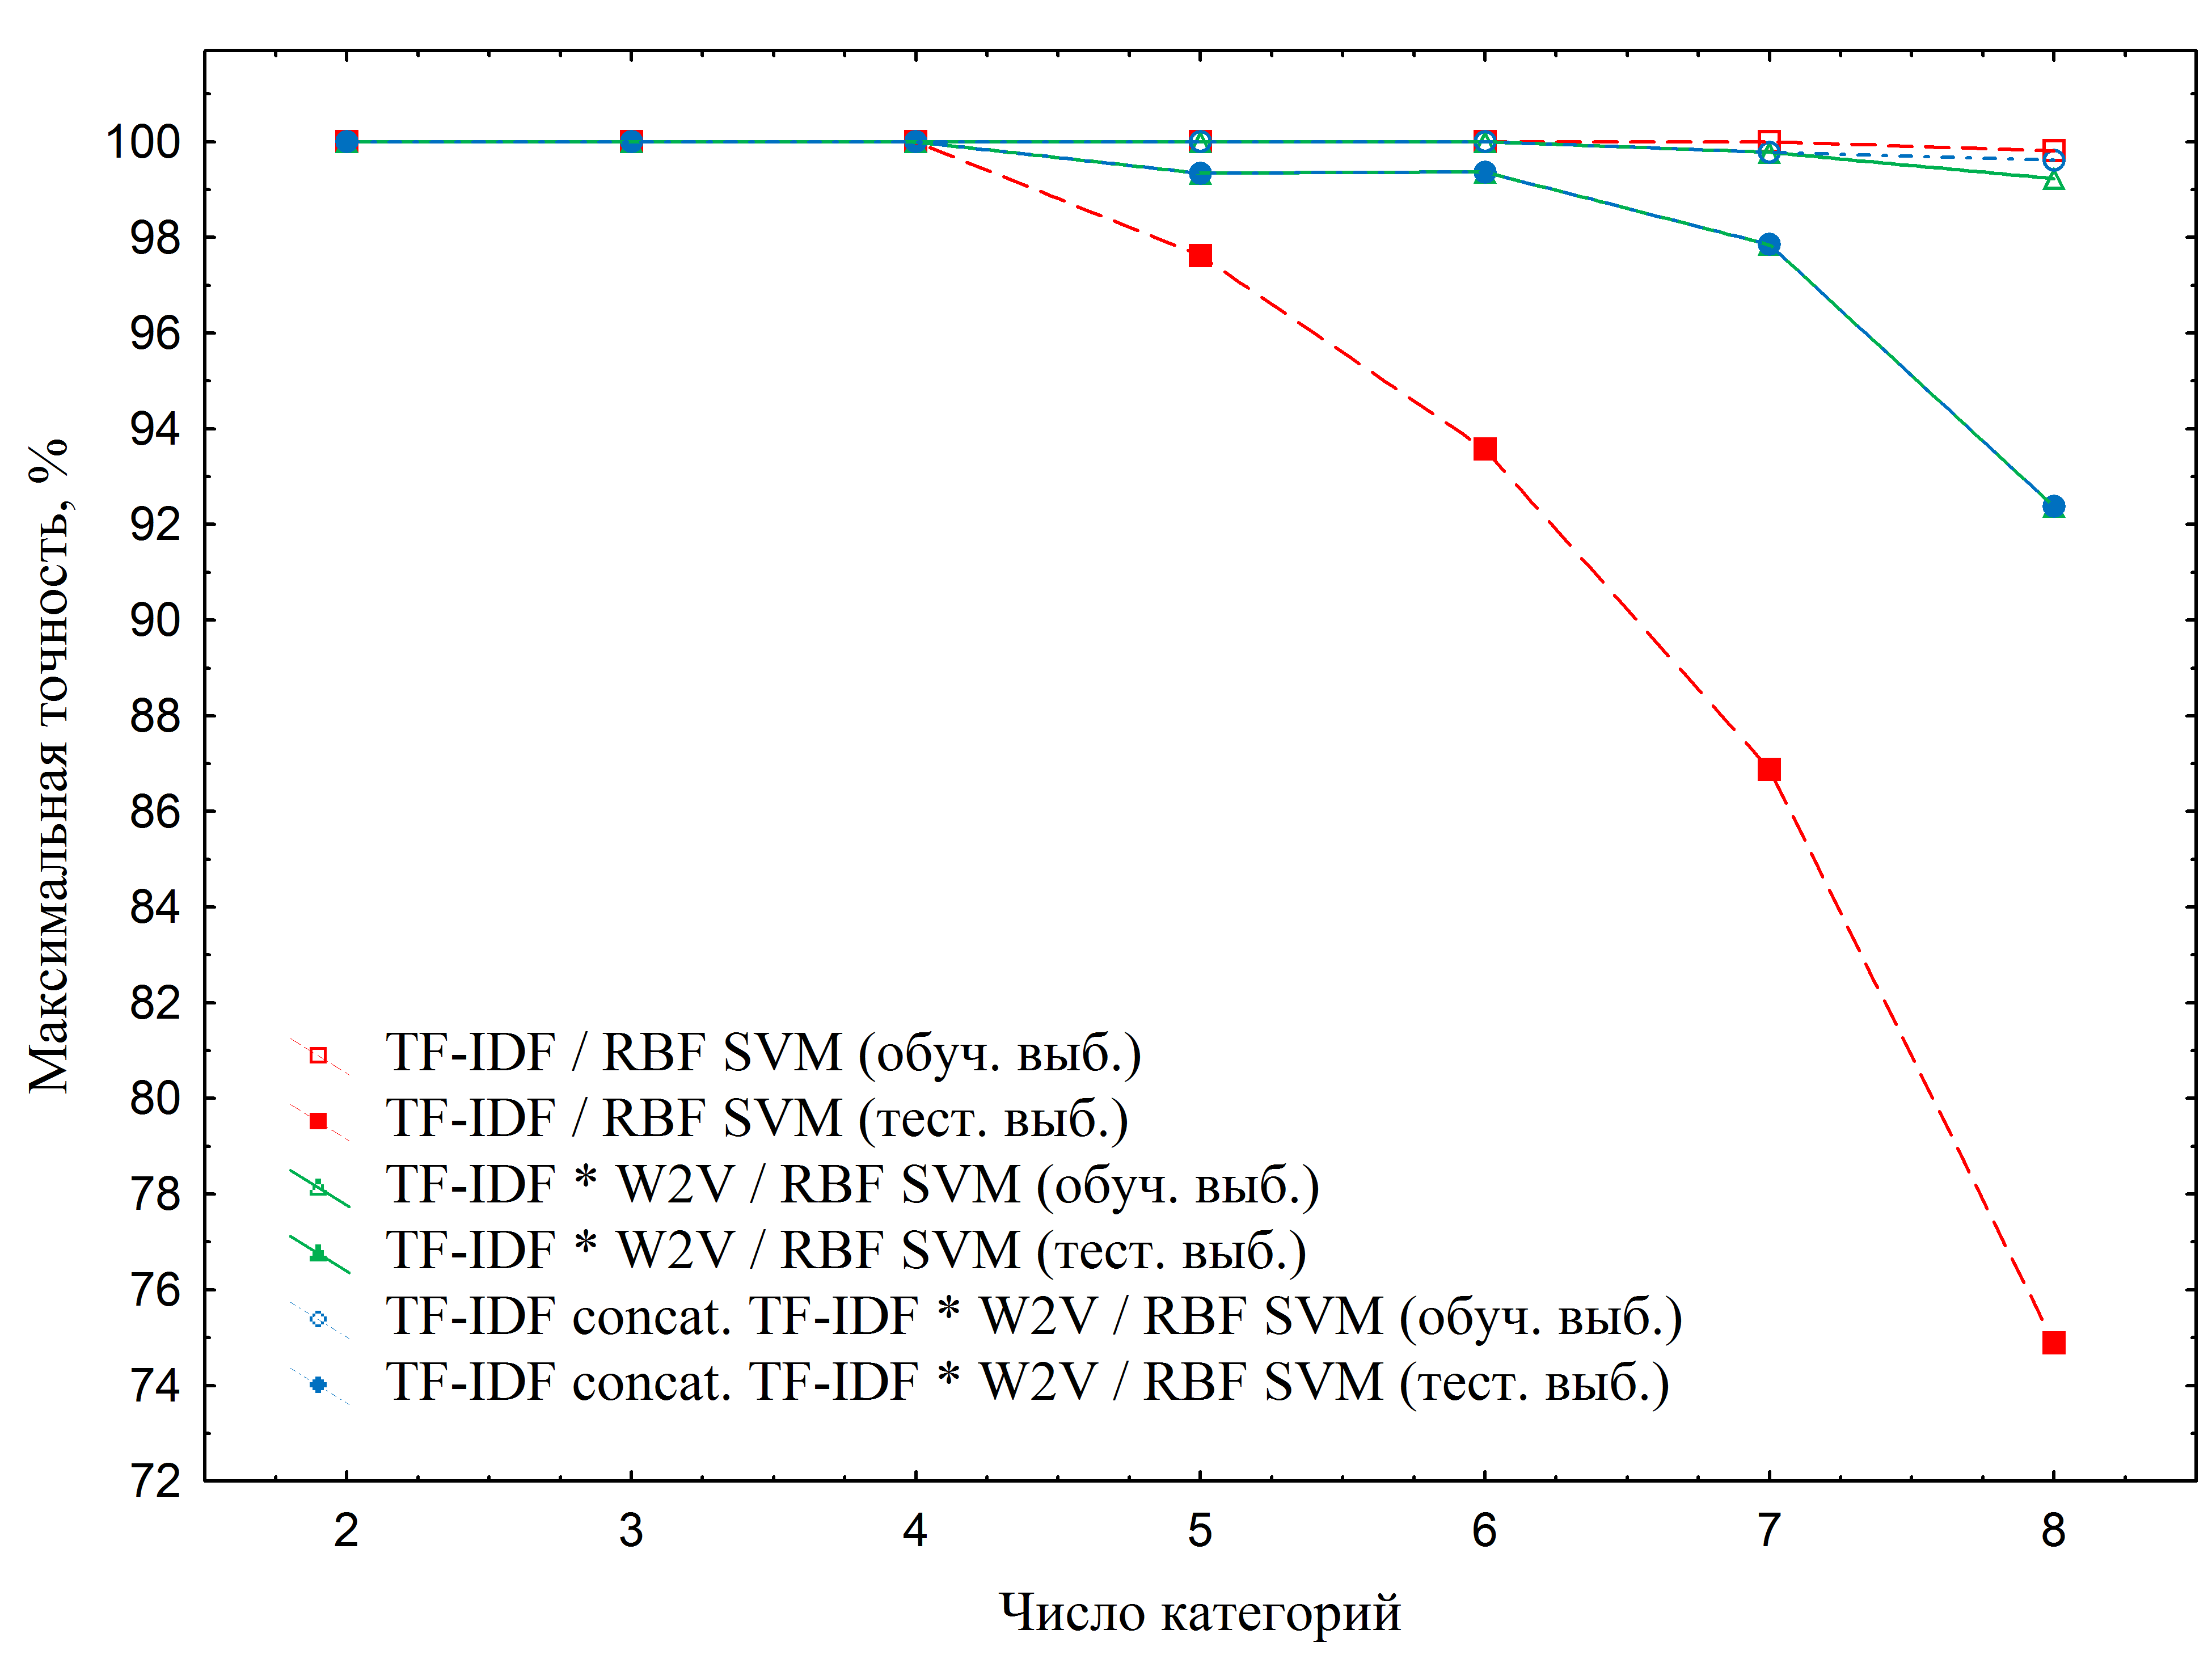 Максимальная точность, %
100
98
96
94
92
90
88
86
84
82
80
78
76
74
72
TF-IDF / RBF SVM (обуч. выб.)
TF-IDF / RBF SVM (тест. выб.)
TF-IDF * W2V / RBF SVM (обуч. выб.)
TF-IDF * W2V / RBF SVM (тест. выб.)
TF-IDF concat. TF-IDF * W2V / RBF SVM (обуч. выб.)
TF-IDF concat. TF-IDF * W2V / RBF SVM (тест. выб.)
2 3 4 5 6 7 8
Число категорий